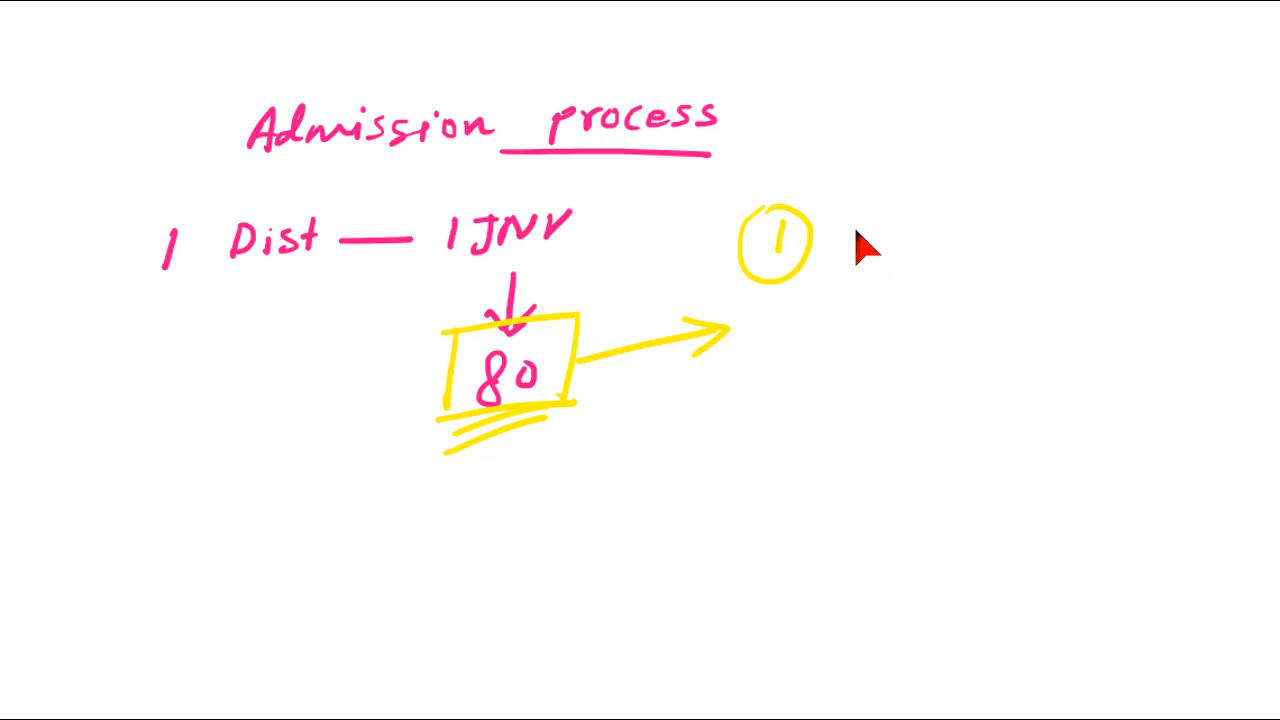 Admission process
1 Dist — 1 JNV
1
80